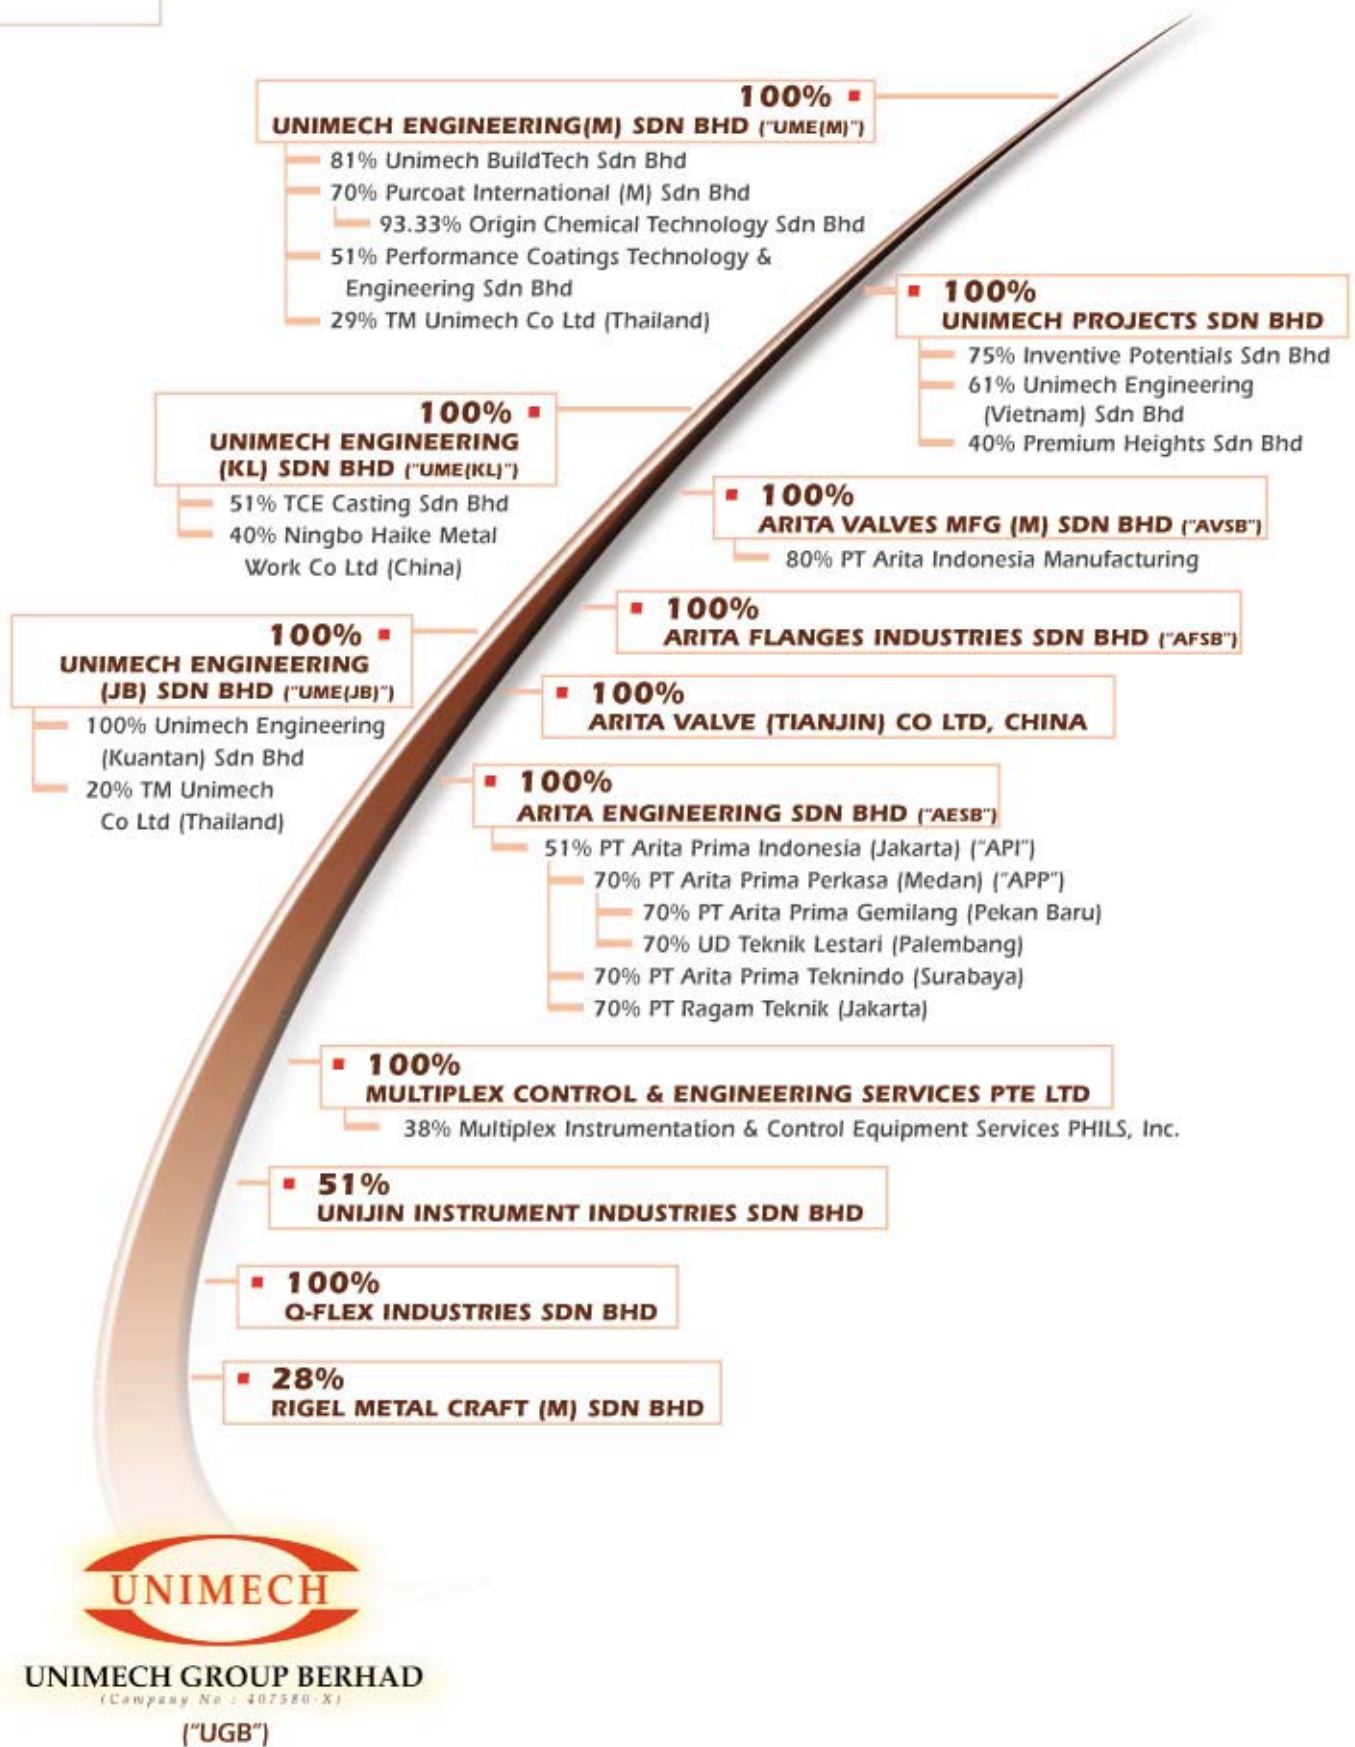 100%
UNIMECH ENGINEERING(M) SDN BHD ("UME(M)")
81% Unimech BuildTech Sdn Bhd
70% Purcoat International (M) Sdn Bhd
93.33% Origin Chemical Technology Sdn Bhd
51% Performance Coatings Technology &
Engineering Sdn Bhd
29% TM Unimech Co Ltd (Thailand)
100%
UNIMECH PROJECTS SDN BHD
75% Inventive Potentials Sdn Bhd
61% Unimech Engineering
(Vietnam) Sdn Bhd
40% Premium Heights Sdn Bhd
100%
UNIMECH ENGINEERING
(KL) SDN BHD ("UME(KL)")
51% TCE Casting Sdn Bhd
40% Ningbo Haike Metal
Work Co Ltd (China)
100%
ARITA VALVES MFG (M) SDN BHD ("AVSB")
80% PT Arita Indonesia Manufacturing
100%
ARITA FLANGES INDUSTRIES SDN BHD ("AFSB")
100%
UNIMECH ENGINEERING
(JB) SDN BHD ("UME(JB)")
100% Unimech Engineering
(Kuantan) Sdn Bhd
20% TM Unimech
Co Ltd (Thailand)
100%
ARITA VALVE (TIANJIN) CO LTD, CHINA
100%
ARITA ENGINEERING SDN BHD ("AESB")
51% PT Arita Prima Indonesia (Jakarta) ("API")
70% PT Arita Prima Perkasa (Medan) ("APP")
70% PT Arita Prima Gemilang (Pekan Baru)
70% UD Teknik Lestari (Palembang)
70% PT Arita Prima Teknindo (Surabaya)
70% PT Ragam Teknik (Jakarta)
100%
MULTIPLEX CONTROL & ENGINEERING SERVICES PTE LTD
38% Multiplex Instrumentation & Control Equipment Services PHILS, Inc.
51%
UNIJIN INSTRUMENT INDUSTRIES SDN BHD
100%
Q-FLEX INDUSTRIES SDN BHD
28%
RIGEL METAL CRAFT (M) SDN BHD
UNIMECH
UNIMECH GROUP BERHAD
(Company No : 407580-X)
("UGB")